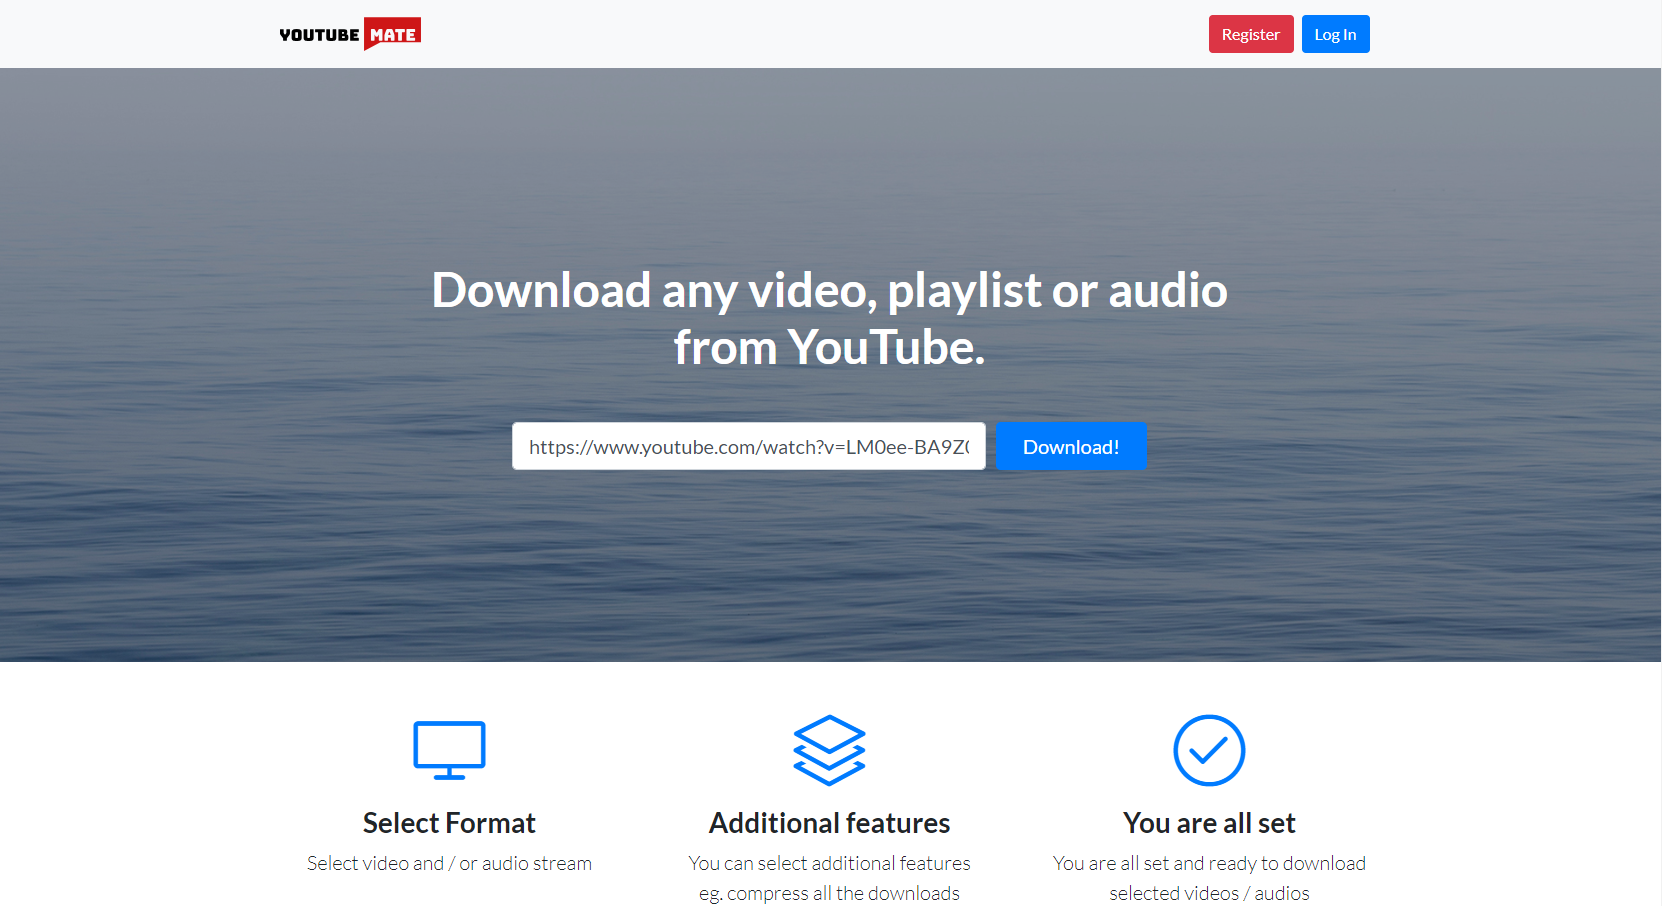 YOUTUBE MATE
Register
Log In
Download any video, playlist or audio
from YouTube.
https://www.youtube.com/watch?v=LM0ee-BA9Z
Download!
Select Format
Select video and / or audio stream
Additional features
You can select additional features
eg. compress all the downloads
You are all set
You are all set and ready to download
selected videos / audios